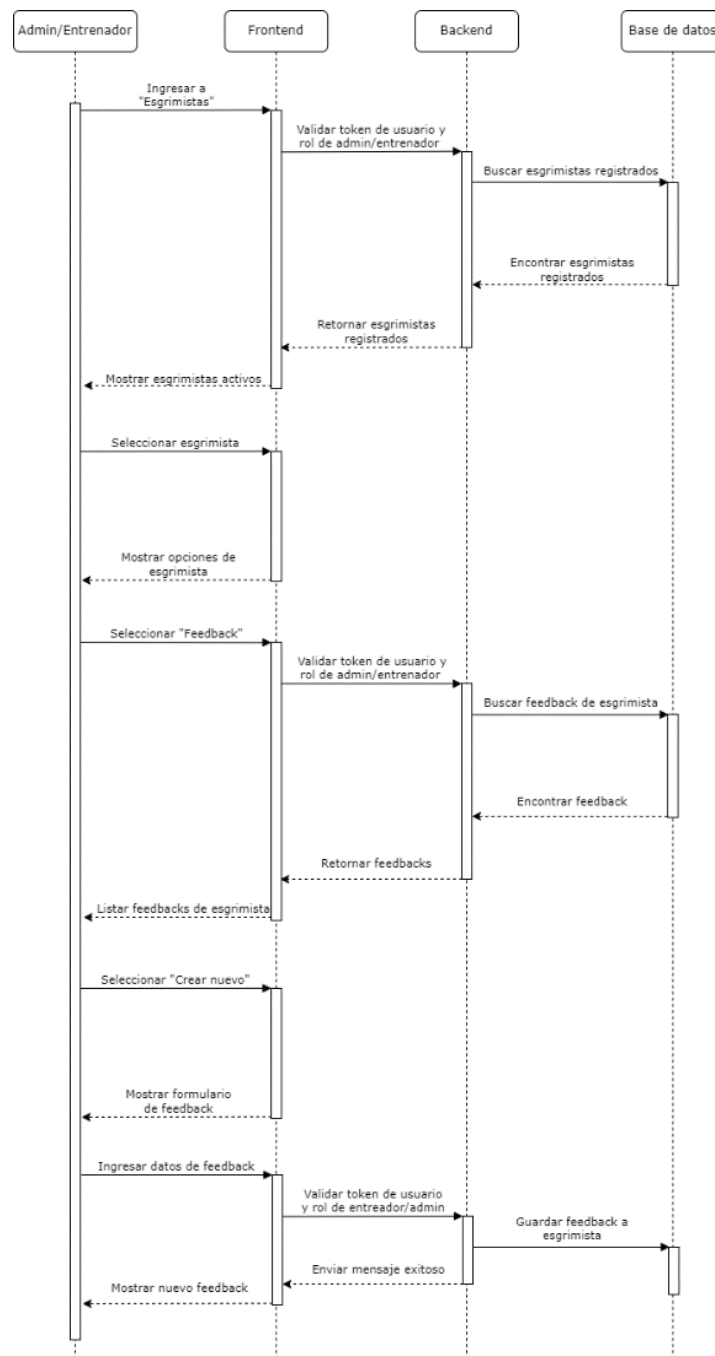 Admin/Entrenador
Frontend
Backend
Base de datos
Ingresar a
"Esgrimistas"
Validar token de usuario y
rol de admin/entrenador
Buscar esgrimistas registrados
Encontrar esgrimistas
registrados
Retornar esgrimistas
registrados
Mostrar esgrimistas activos
Seleccionar esgrimista
Mostrar opciones de
esgrimista
Seleccionar "Feedback"
Validar token de usuario y
rol de admin/entrenador
Buscar feedback de esgrimista
Encontrar feedback
Retornar feedbacks
Listar feedbacks de esgrimista
Seleccionar "Crear nuevo"
Mostrar formulario
de feedback
Ingresar datos de feedback
Validar token de usuario
y rol de entreador/admin
Guardar feedback a
esgrimista
Enviar mensaje exitoso
Mostrar nuevo feedback